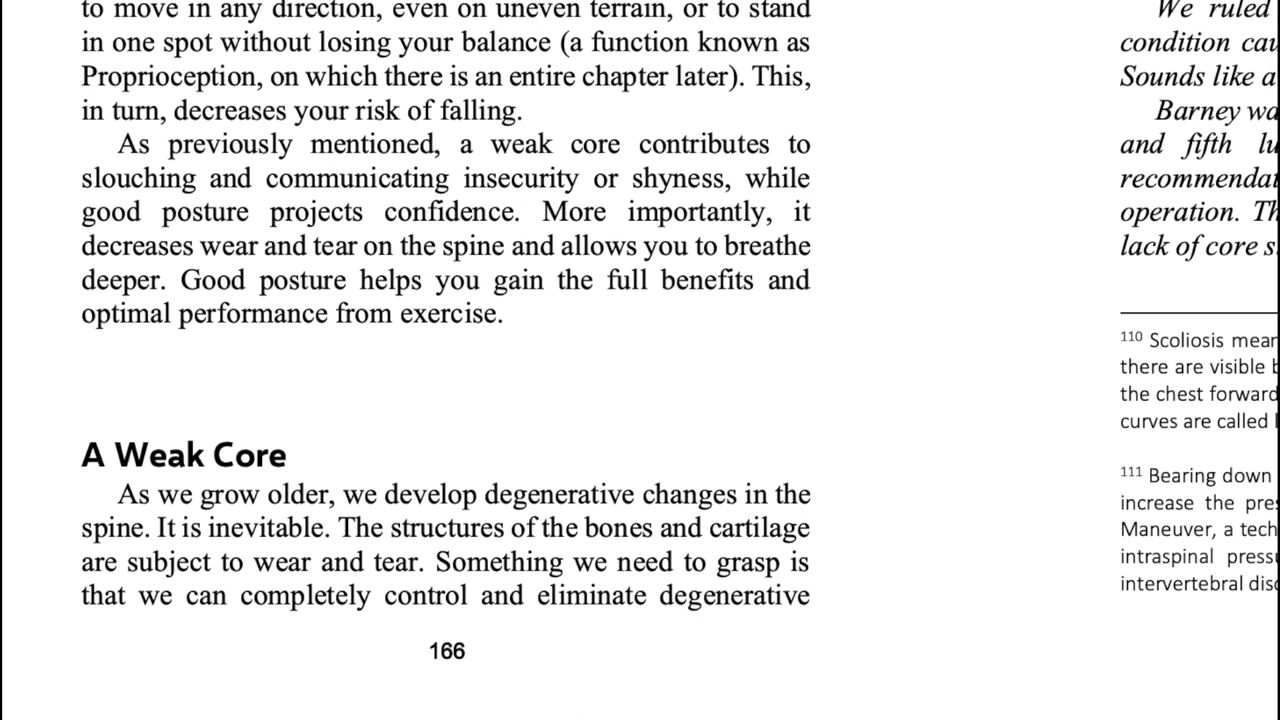 to move in any direction, even on uneven terrain, or to stand
in one spot without losing your balance (a function known as
Proprioception, on which there is an entire chapter later). This,
in turn, decreases your risk of falling.
As previously mentioned, a weak core contributes to
slouching and communicating insecurity or shyness, while
good posture projects confidence. More importantly, it
decreases wear and tear on the spine and allows you to breathe
deeper. Good posture helps you gain the full benefits and
optimal performance from exercise.
A Weak Core
As we grow older, we develop degenerative changes in the
spine. It is inevitable. The structures of the bones and cartilage
are subject to wear and tear. Something we need to grasp is
that we can completely control and eliminate degenerative
166
We ruled
condition
Sounds like a
Barney
and fifth
operation.
lack of core
110 Scoliosis
there are visible
the chest forward
curves are called
111 Bearing down
increase the
Maneuver, a
intraspinal
intervertebral